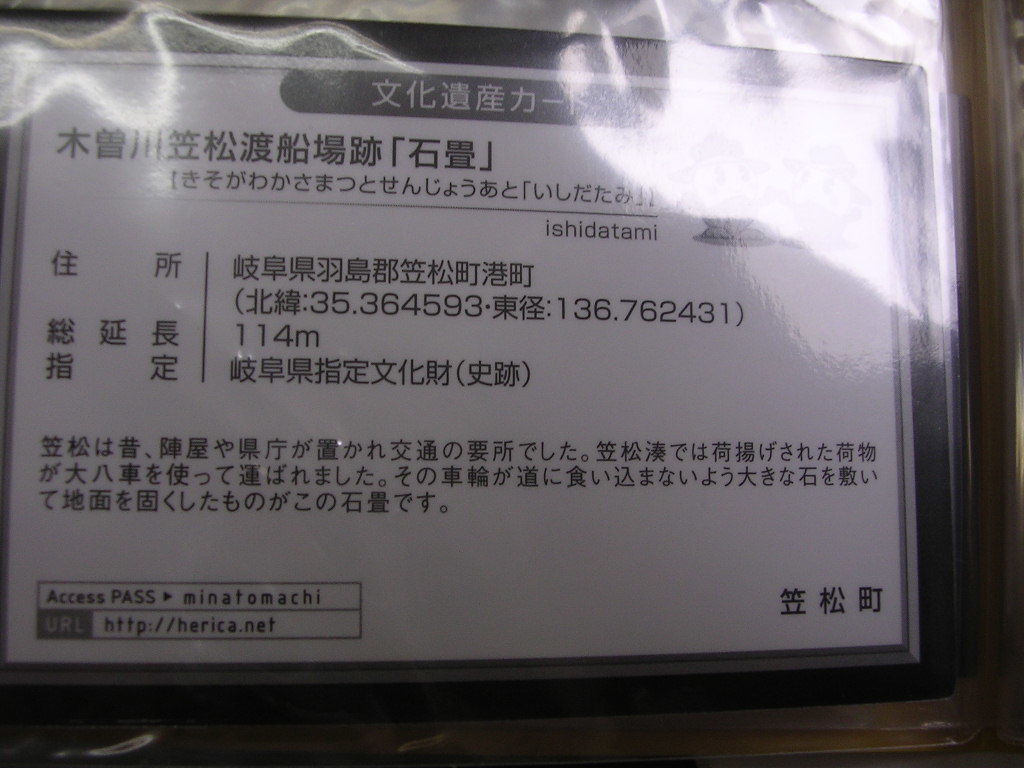 文化遺産カード
木曽川笠松渡船場跡「石畳」
【きそがわかさまつとせんじょうあと「いしだたみ」】
ishidatami
住所 岐阜県羽島郡笠松町港町
（北緯：35.364593・東径：136.762431）
総延長 114m
指定 岐阜県指定文化財（史跡）
笠松は昔、陣屋や県庁が置かれ交通の要所でした。笠松湊では荷揚げされた荷物
が大八車を使って運ばれました。その車輪が道に食い込まないよう大きな石を敷い
て地面を固くしたものがこの石畳です。
Access PASS ▶ minatomachi
URL http://herica.net
笠松町